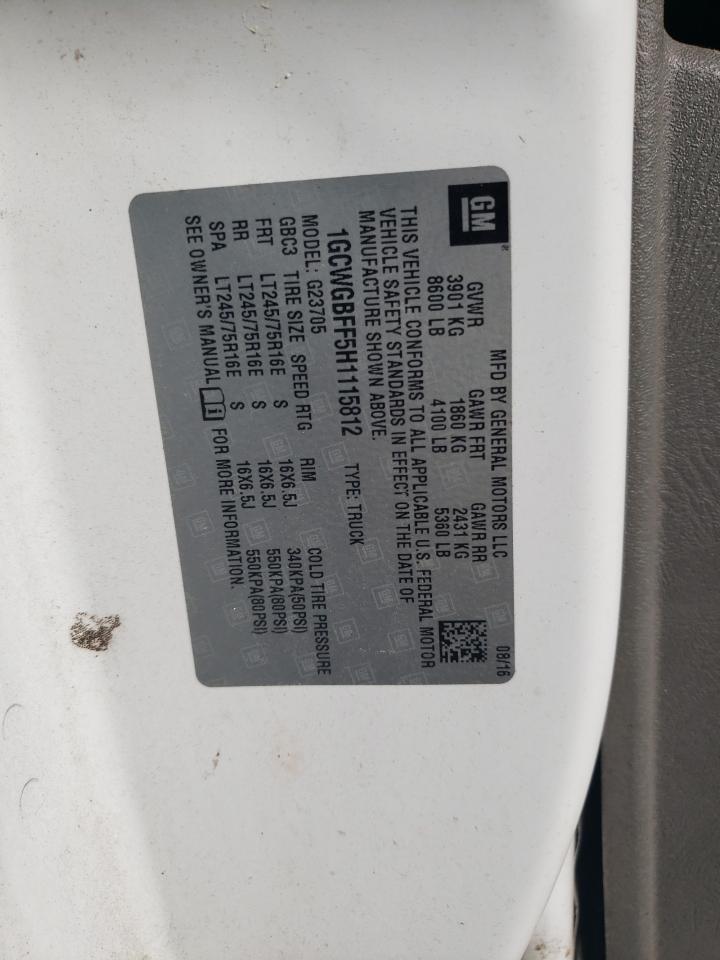 GM
MFD BY GENERAL MOTORS LLC 08/16
GVWR GAWR FRT GAWR RR
3901 KG 1860 KG 2431 KG
8600 LB 4100 LB 5360 LB
THIS VEHICLE CONFORMS TO ALL APPLICABLE U.S. FEDERAL MOTOR
VEHICLE SAFETY STANDARDS IN EFFECT ON THE DATE OF
MANUFACTURE SHOWN ABOVE.
1GCWGBFF5H1115812 TYPE: TRUCK
MODEL: G23705
GBC3 TIRE SIZE SPEED RTG RIM COLD TIRE PRESSURE
FRT LT245/75R16E S 16X6.5J 340KPA(50PSI)
RR LT245/75R16E S 16X6.5J 550KPA(80PSI)
SPA LT245/75R16E S 16X6.5J 550KPA(80PSI)
SEE OWNER'S MANUAL FOR MORE INFORMATION.